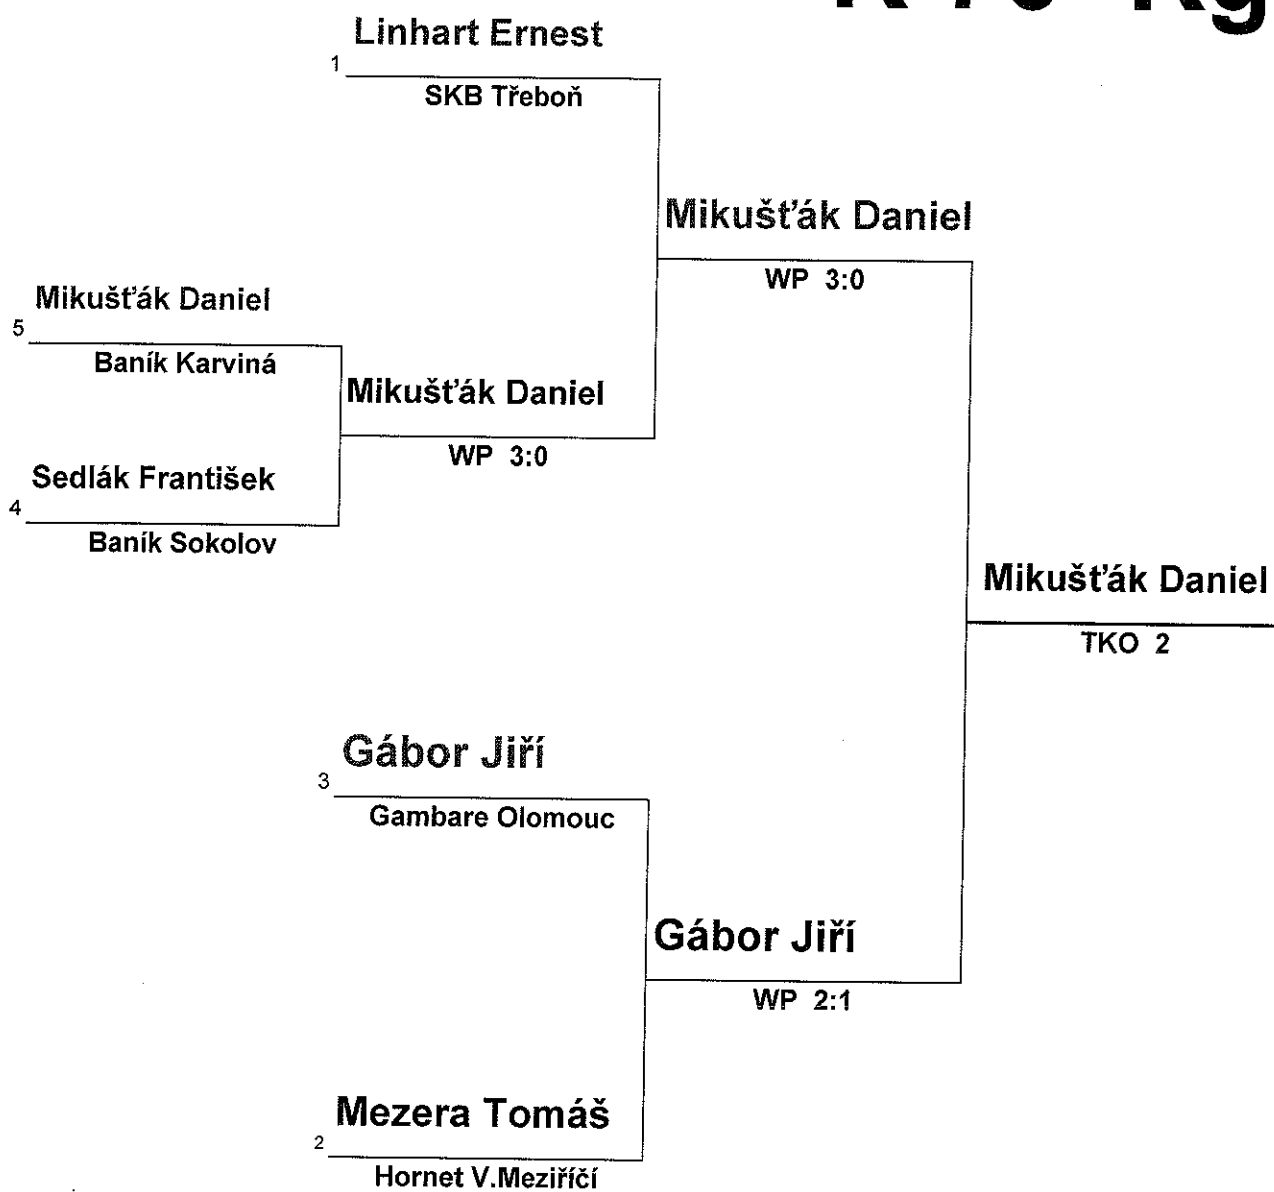 Linhart Ernest
1
SKB Třeboň
Mikušťák Daniel
WP 3:0
Mikušťák Daniel
5
Baník Karviná
Mikušťák Daniel
WP 3:0
Sedlák František
4
Baník Sokolov
Mikušťák Daniel
TKO 2
Gábor Jiří
3
Gambare Olomouc
Gábor Jiří
WP 2:1
Mezera Tomáš
2
Hornet V.Meziříčí